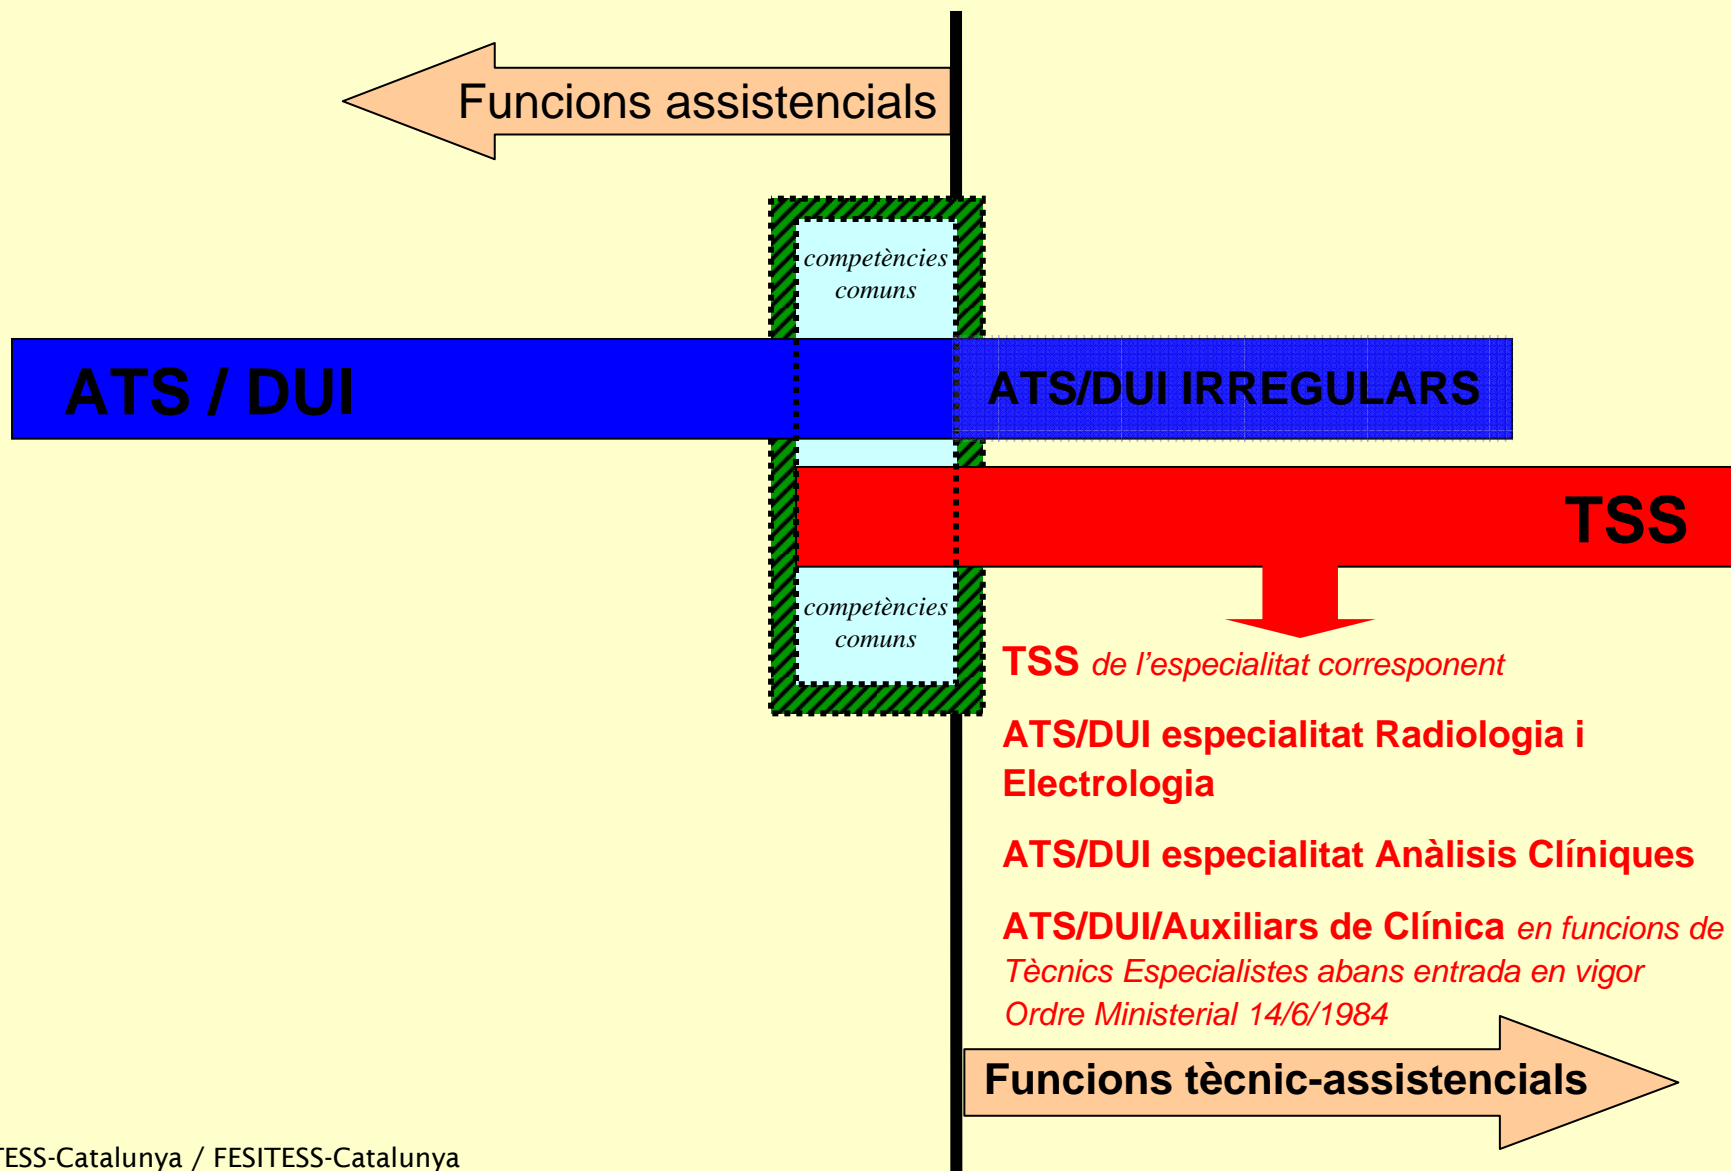 Funcions assistencials
competències
comuns
ATS / DUI
ATS/DUI IRREGULARS
TSS
competències
comuns
TSS de l’especialitat corresponent
ATS/DUI especialitat Radiologia i
Electrologia
ATS/DUI especialitat Anàlisis Clíniques
ATS/DUI/Auxiliars de Clínica en funcions de
Tècnics Especialistes abans entrada en vigor
Ordre Ministerial 14/6/1984
Funcions tècnic-assistencials
TESS-Catalunya / FESITESS-Catalunya